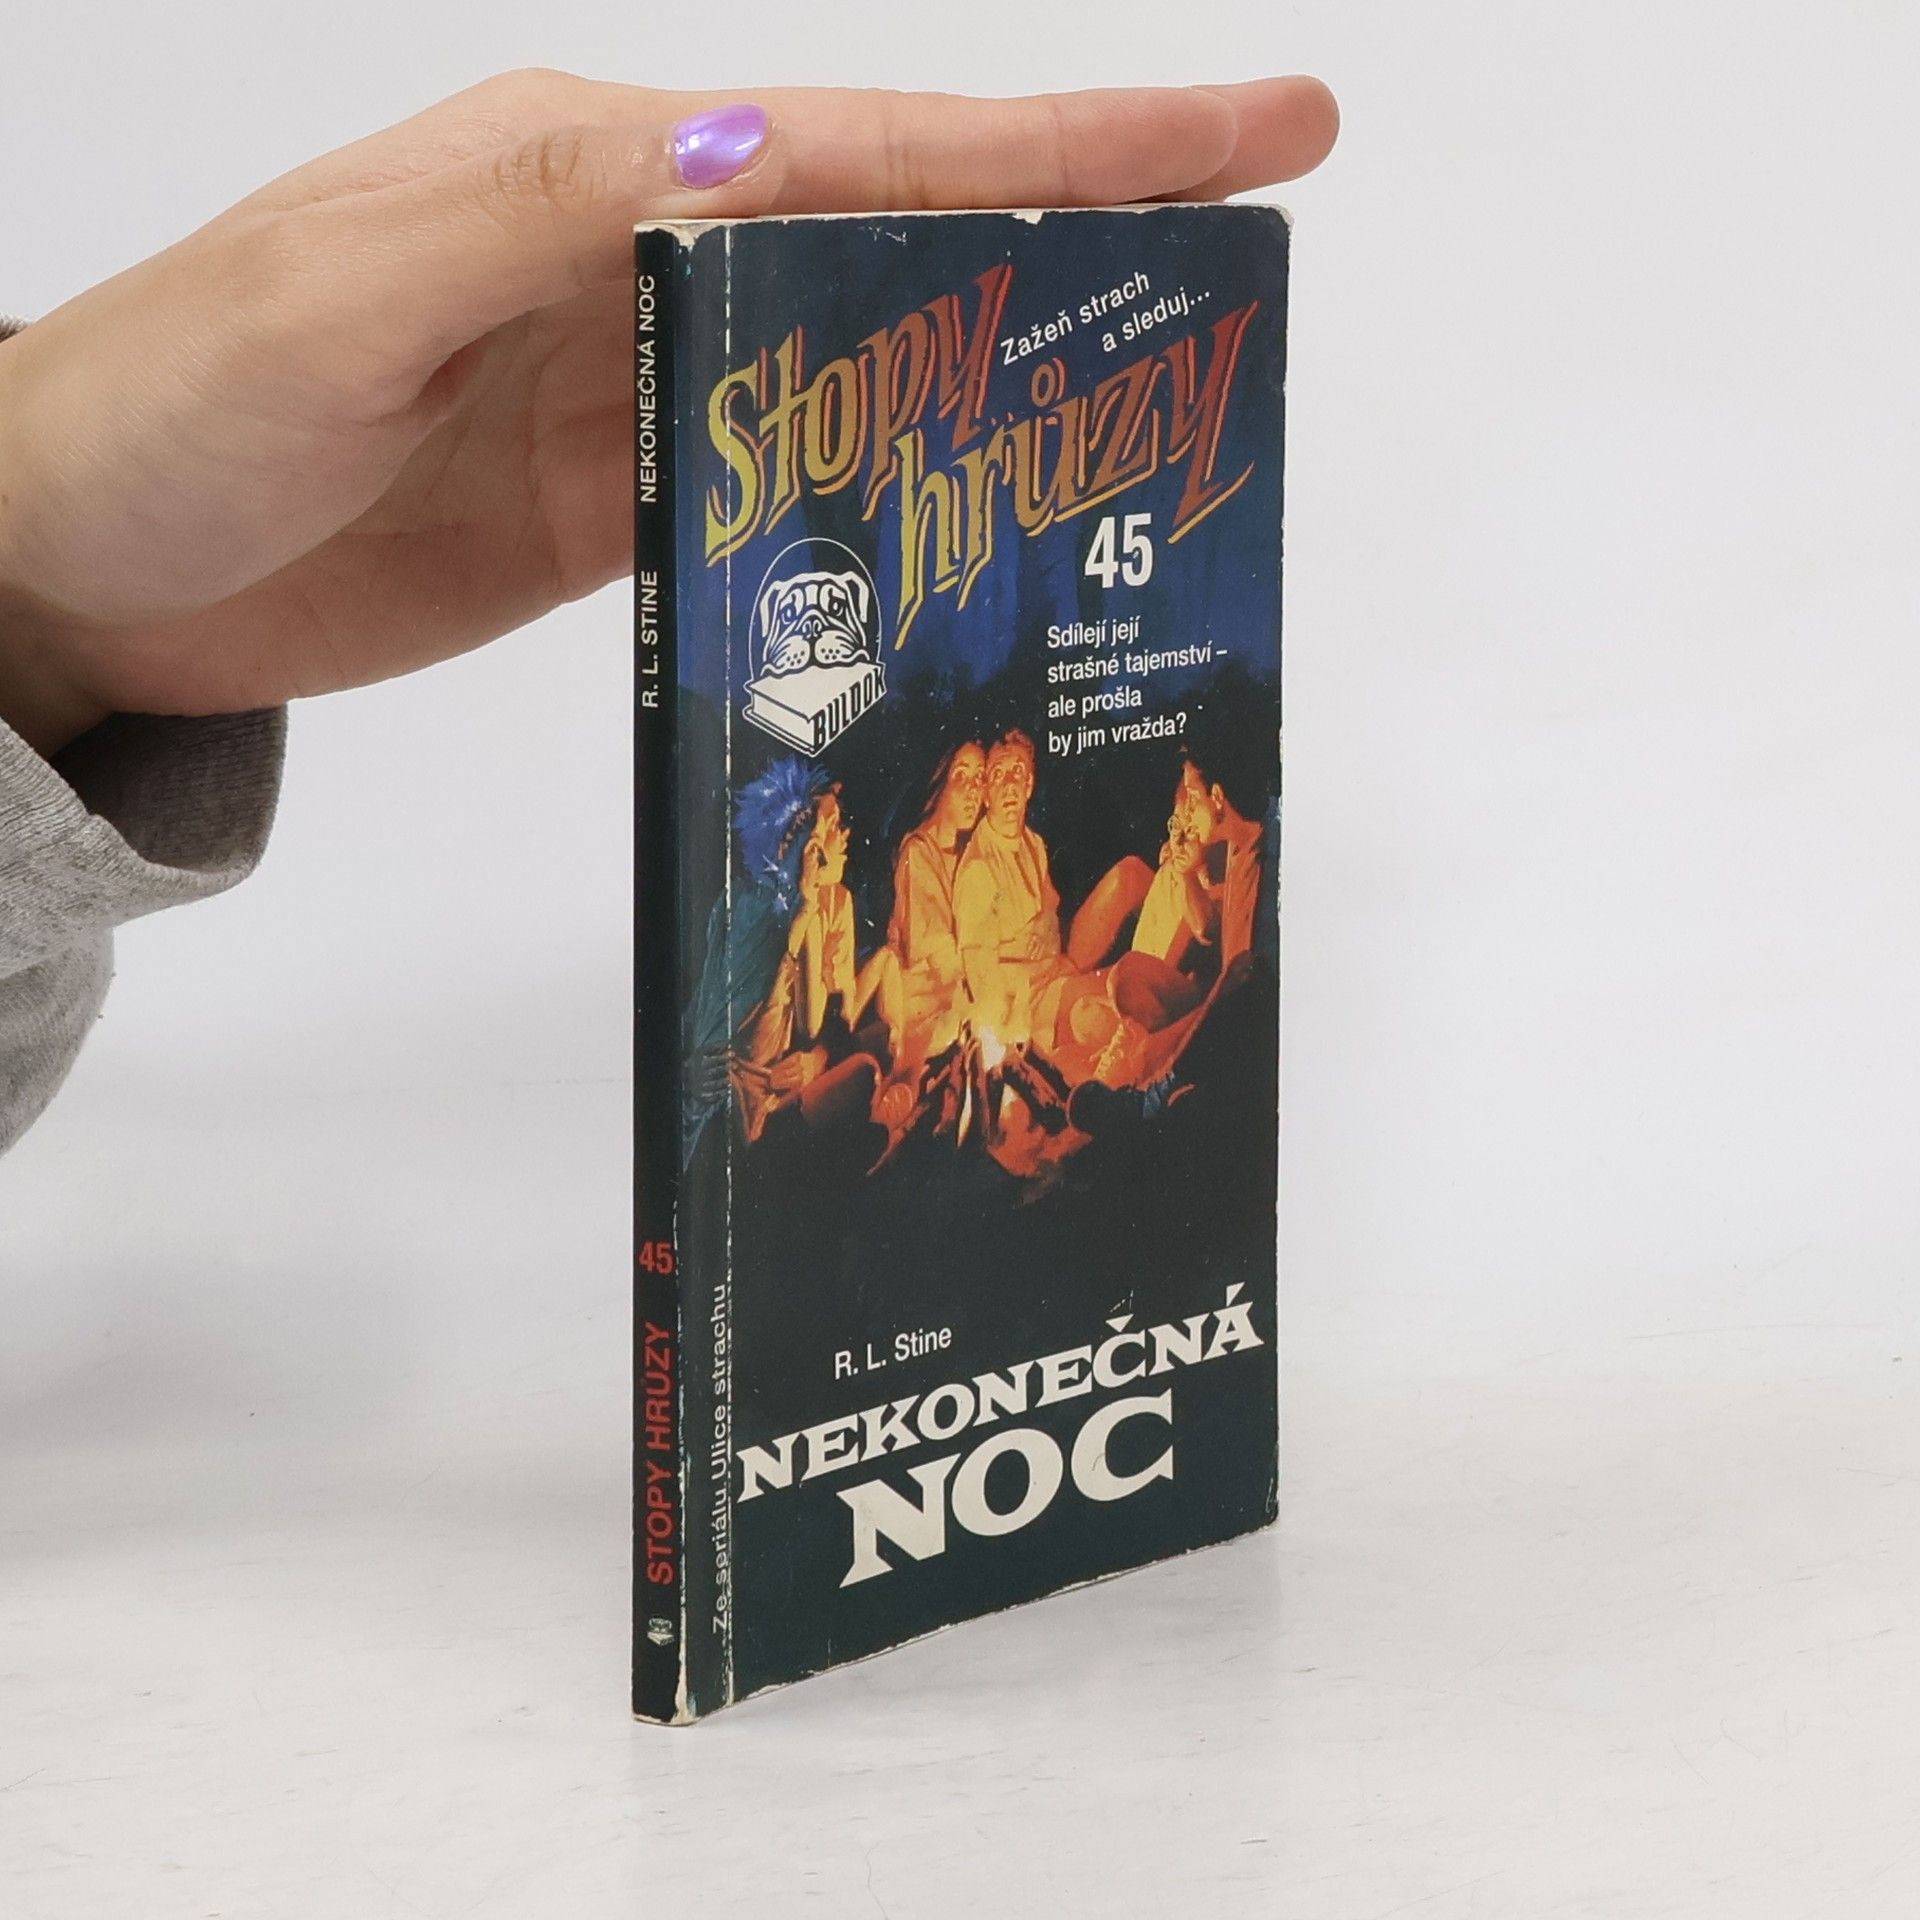 NEKONEČNÁ NOC
R. L. STINE
45
STOPY HRŮZY
Zažeň strach
a sleduj...
Stopy
hrůzy
45
BULDOK
Sdílejí její
strašné tajemství –
ale prošla
by jim vražda?
Ze seriálu Ulice strachu
R. L. Stine
NEKONEČNÁ
NOC